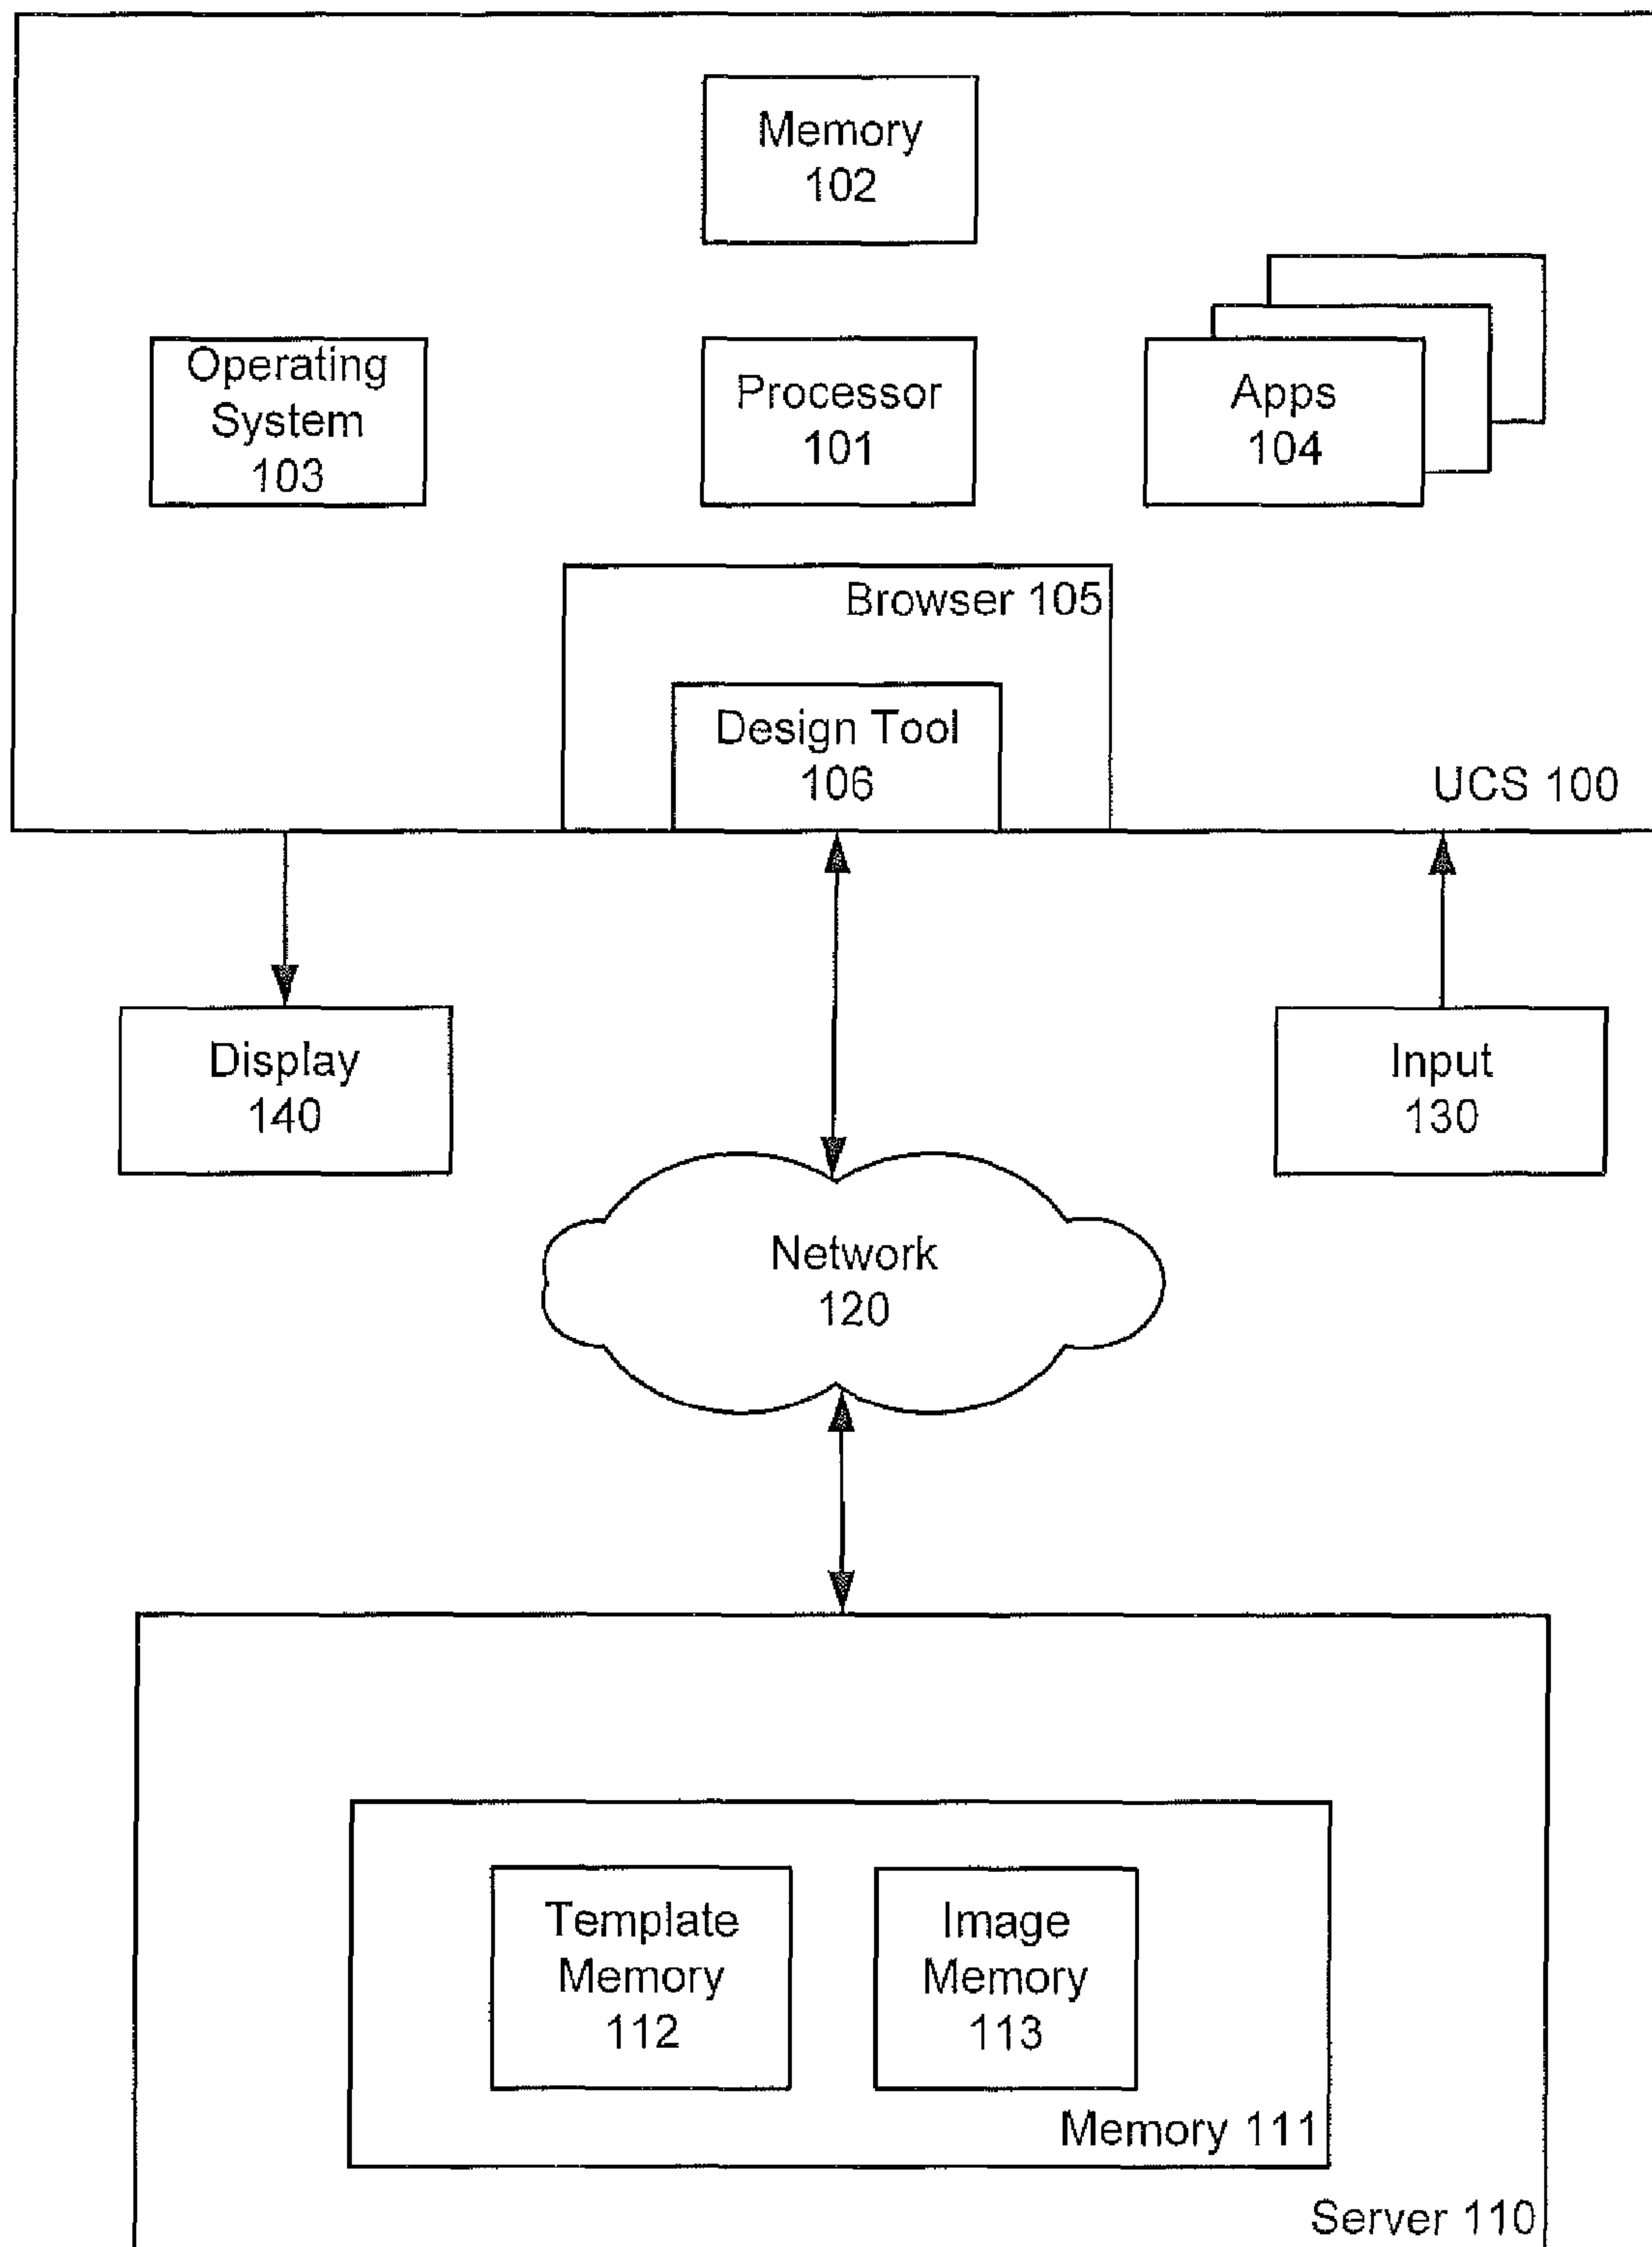 Memory
102
Operating
System
103
Processor
101
Apps
104
Browser 105
Design Tool
106
UCS 100
Display
140
Input
130
Network
120
Template
Memory
112
Image
Memory
113
Memory 111
Server 110